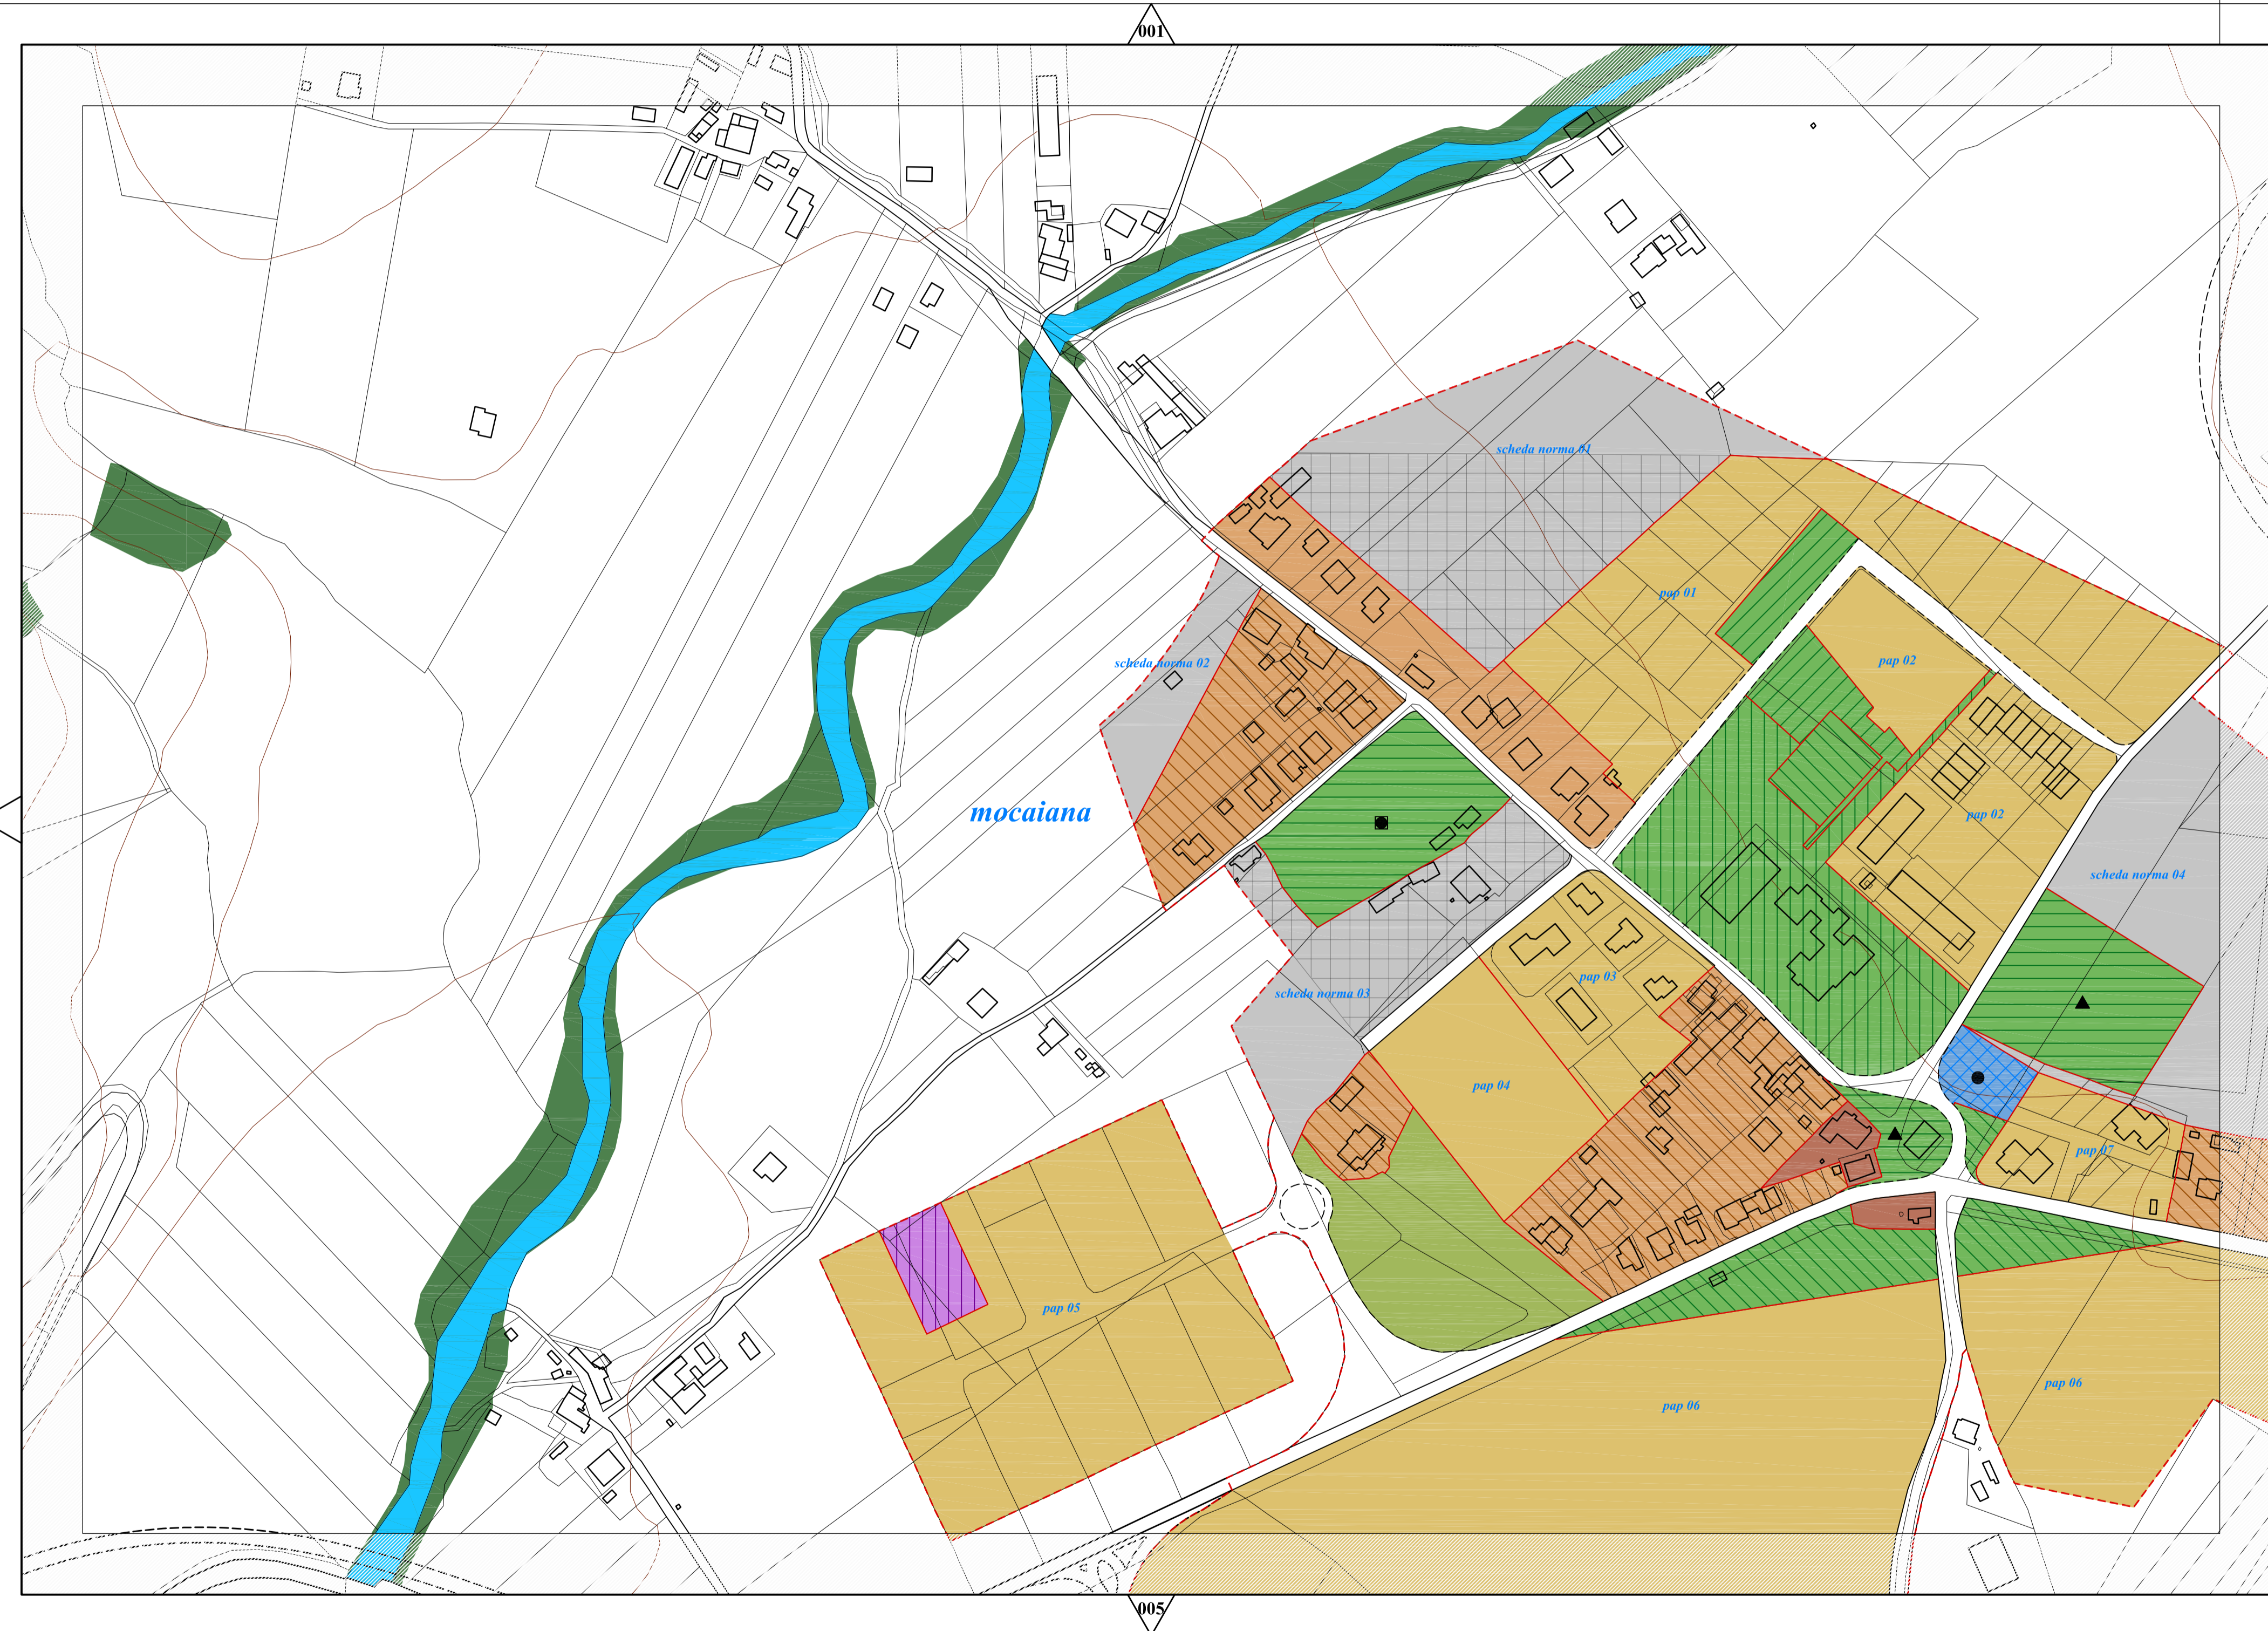 001
scheda norma 01
pap 01
scheda norma 02
pap 02
mocaiana
pap 02
scheda norma 04
pap 03
scheda norma 03
pap 04
pap 07
pap 05
pap 06
pap 06
005